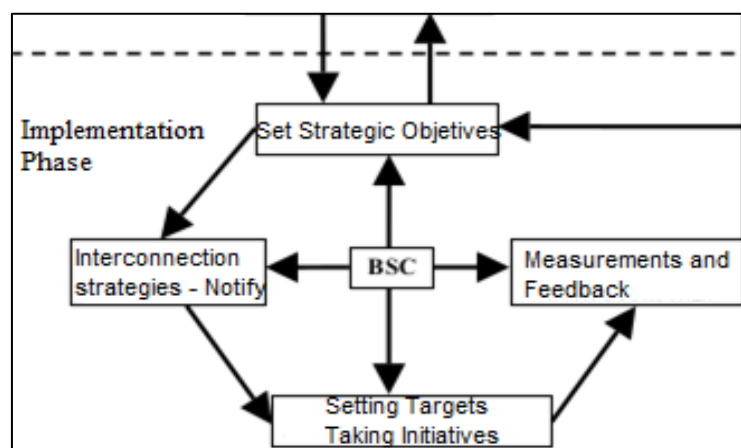 Set Strategic Objetives
Implementation
Phase
Interconnection
strategies - Notify
BSC
Measurements and
Feedback
Setting Targets
Taking Initiatives